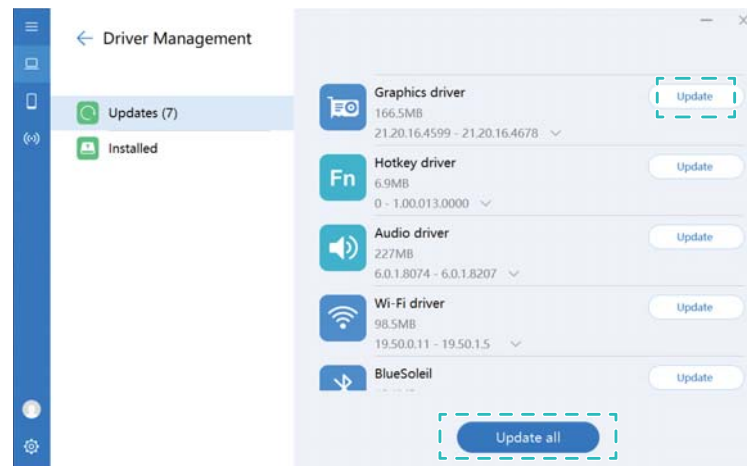 Driver Management
Updates (7)
Installed
Graphics driver
166.5MB
21.20.16.4599 - 21.20.16.4678
Update
Fn
Hotkey driver
6.9MB
0 - 1.00.013.0000
Update
Audio driver
227MB
6.0.1.8074 - 6.0.1.8207
Update
Wi-Fi driver
98.5MB
19.50.0.11 - 19.50.1.5
Update
BlueSoleil
Update
Update all